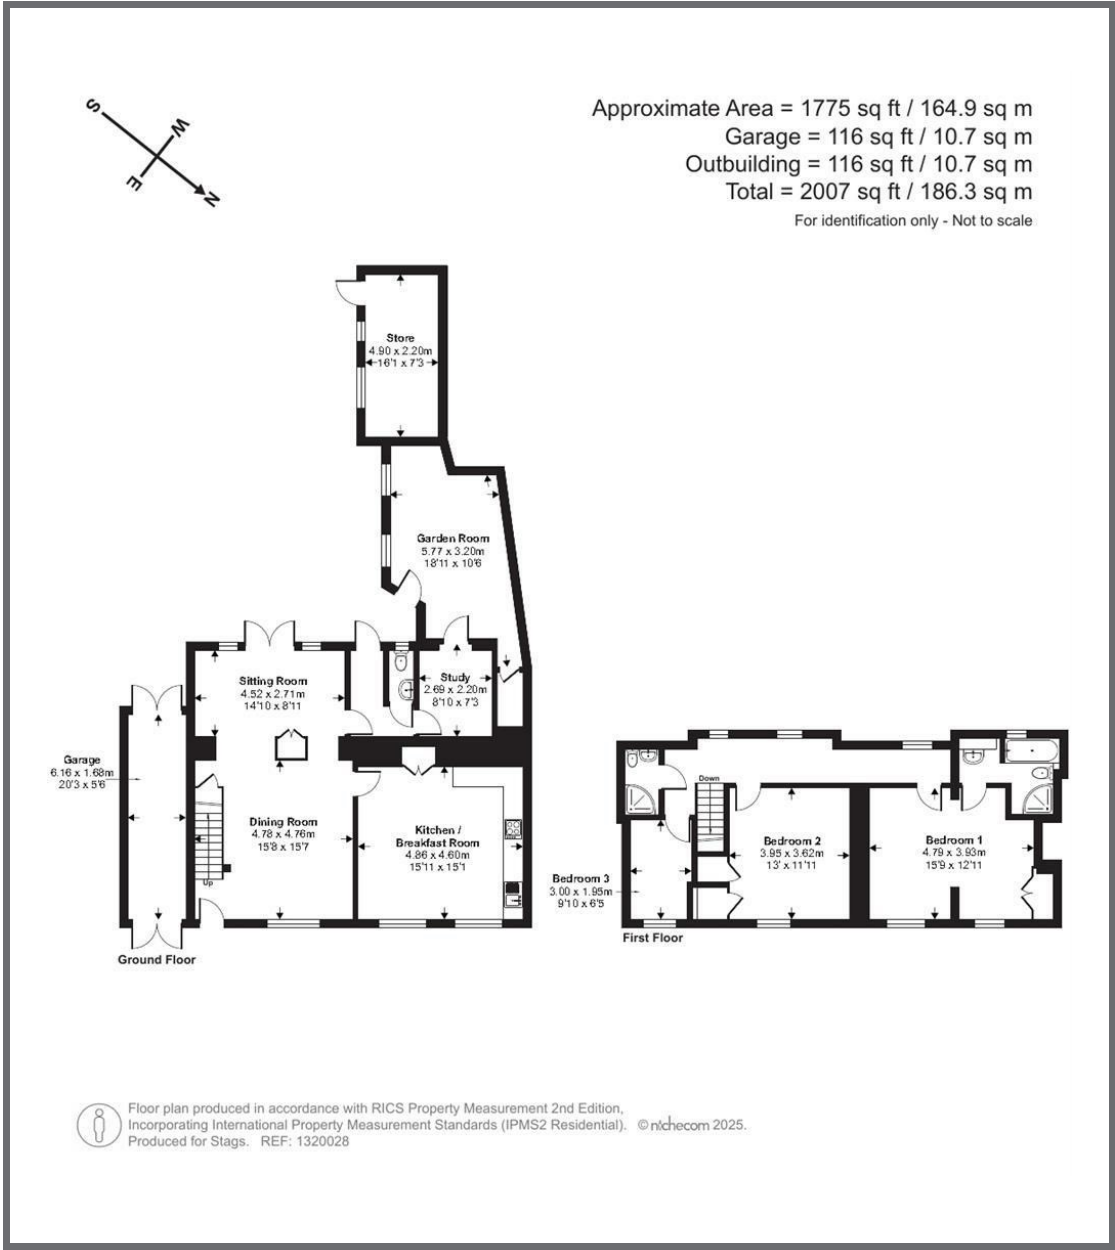 S
W
E
N
Approximate Area = 1775 sq ft / 164.9 sq m
Garage = 116 sq ft / 10.7 sq m
Outbuilding = 116 sq ft / 10.7 sq m
Total = 2007 sq ft / 186.3 sq m
For identification only - Not to scale
Store
4.90 x 2.20m
16'1 x 7'3
Garden Room
5.77 x 3.20m
18'11 x 10'6
Sitting Room
4.52 x 2.71m
14'10 x 8'11
Study
2.69 x 2.20m
8'10 x 7'3
Garage
6.16 x 1.68m
20'3 x 5'6
Dining Room
4.78 x 4.76m
15'8 x 15'7
Kitchen /
Breakfast Room
4.86 x 4.60m
15'11 x 15'1
Up
Ground Floor
Down
Bedroom 2
3.95 x 3.62m
13' x 11'11
Bedroom 1
4.79 x 3.93m
15'9 x 12'11
Bedroom 3
3.00 x 1.95m
9'10 x 6'5
First Floor
Floor plan produced in accordance with RICS Property Measurement 2nd Edition,
Incorporating International Property Measurement Standards (IPMS2 Residential). © nichecom 2025.
Produced for Stags. REF: 1320028